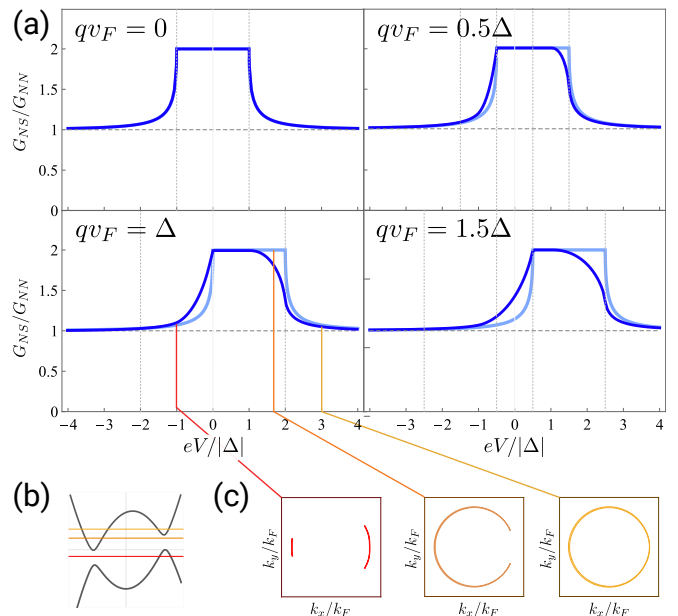 (a)
qv_F = 0
qv_F = 0.5Δ
G_NS/G_NN
2
1.5
1
0.5
0
qv_F = Δ
qv_F = 1.5Δ
G_NS/G_NN
2
1.5
1
0.5
0
−4 −3 −2 −1 0 1 2 3 4
−4 −3 −2 −1 0 1 2 3 4
eV/|Δ|
eV/|Δ|
(b)
(c)
k_y/k_F
k_y/k_F
k_y/k_F
k_x/k_F
k_x/k_F
k_x/k_F